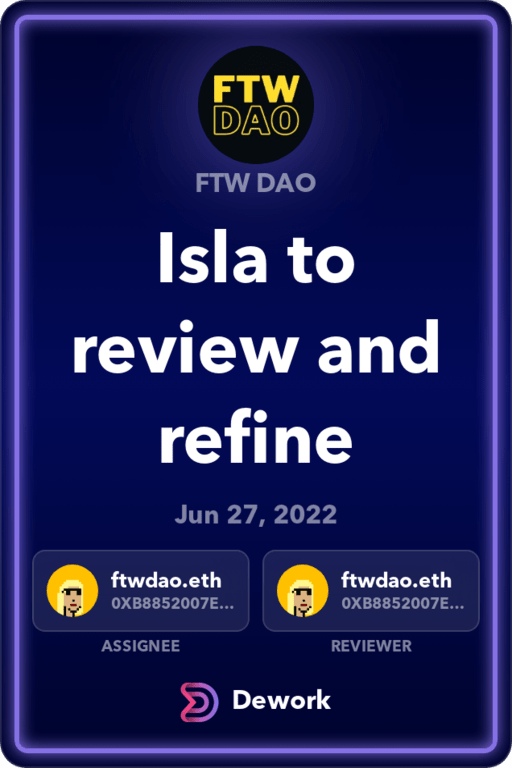 FTW
DAO
FTW DAO
Isla to
review and
refine
Jun 27, 2022
ftwdao.eth
0XB8852007E...
ASSIGNEE
ftwdao.eth
0XB8852007E...
REVIEWER
Dework